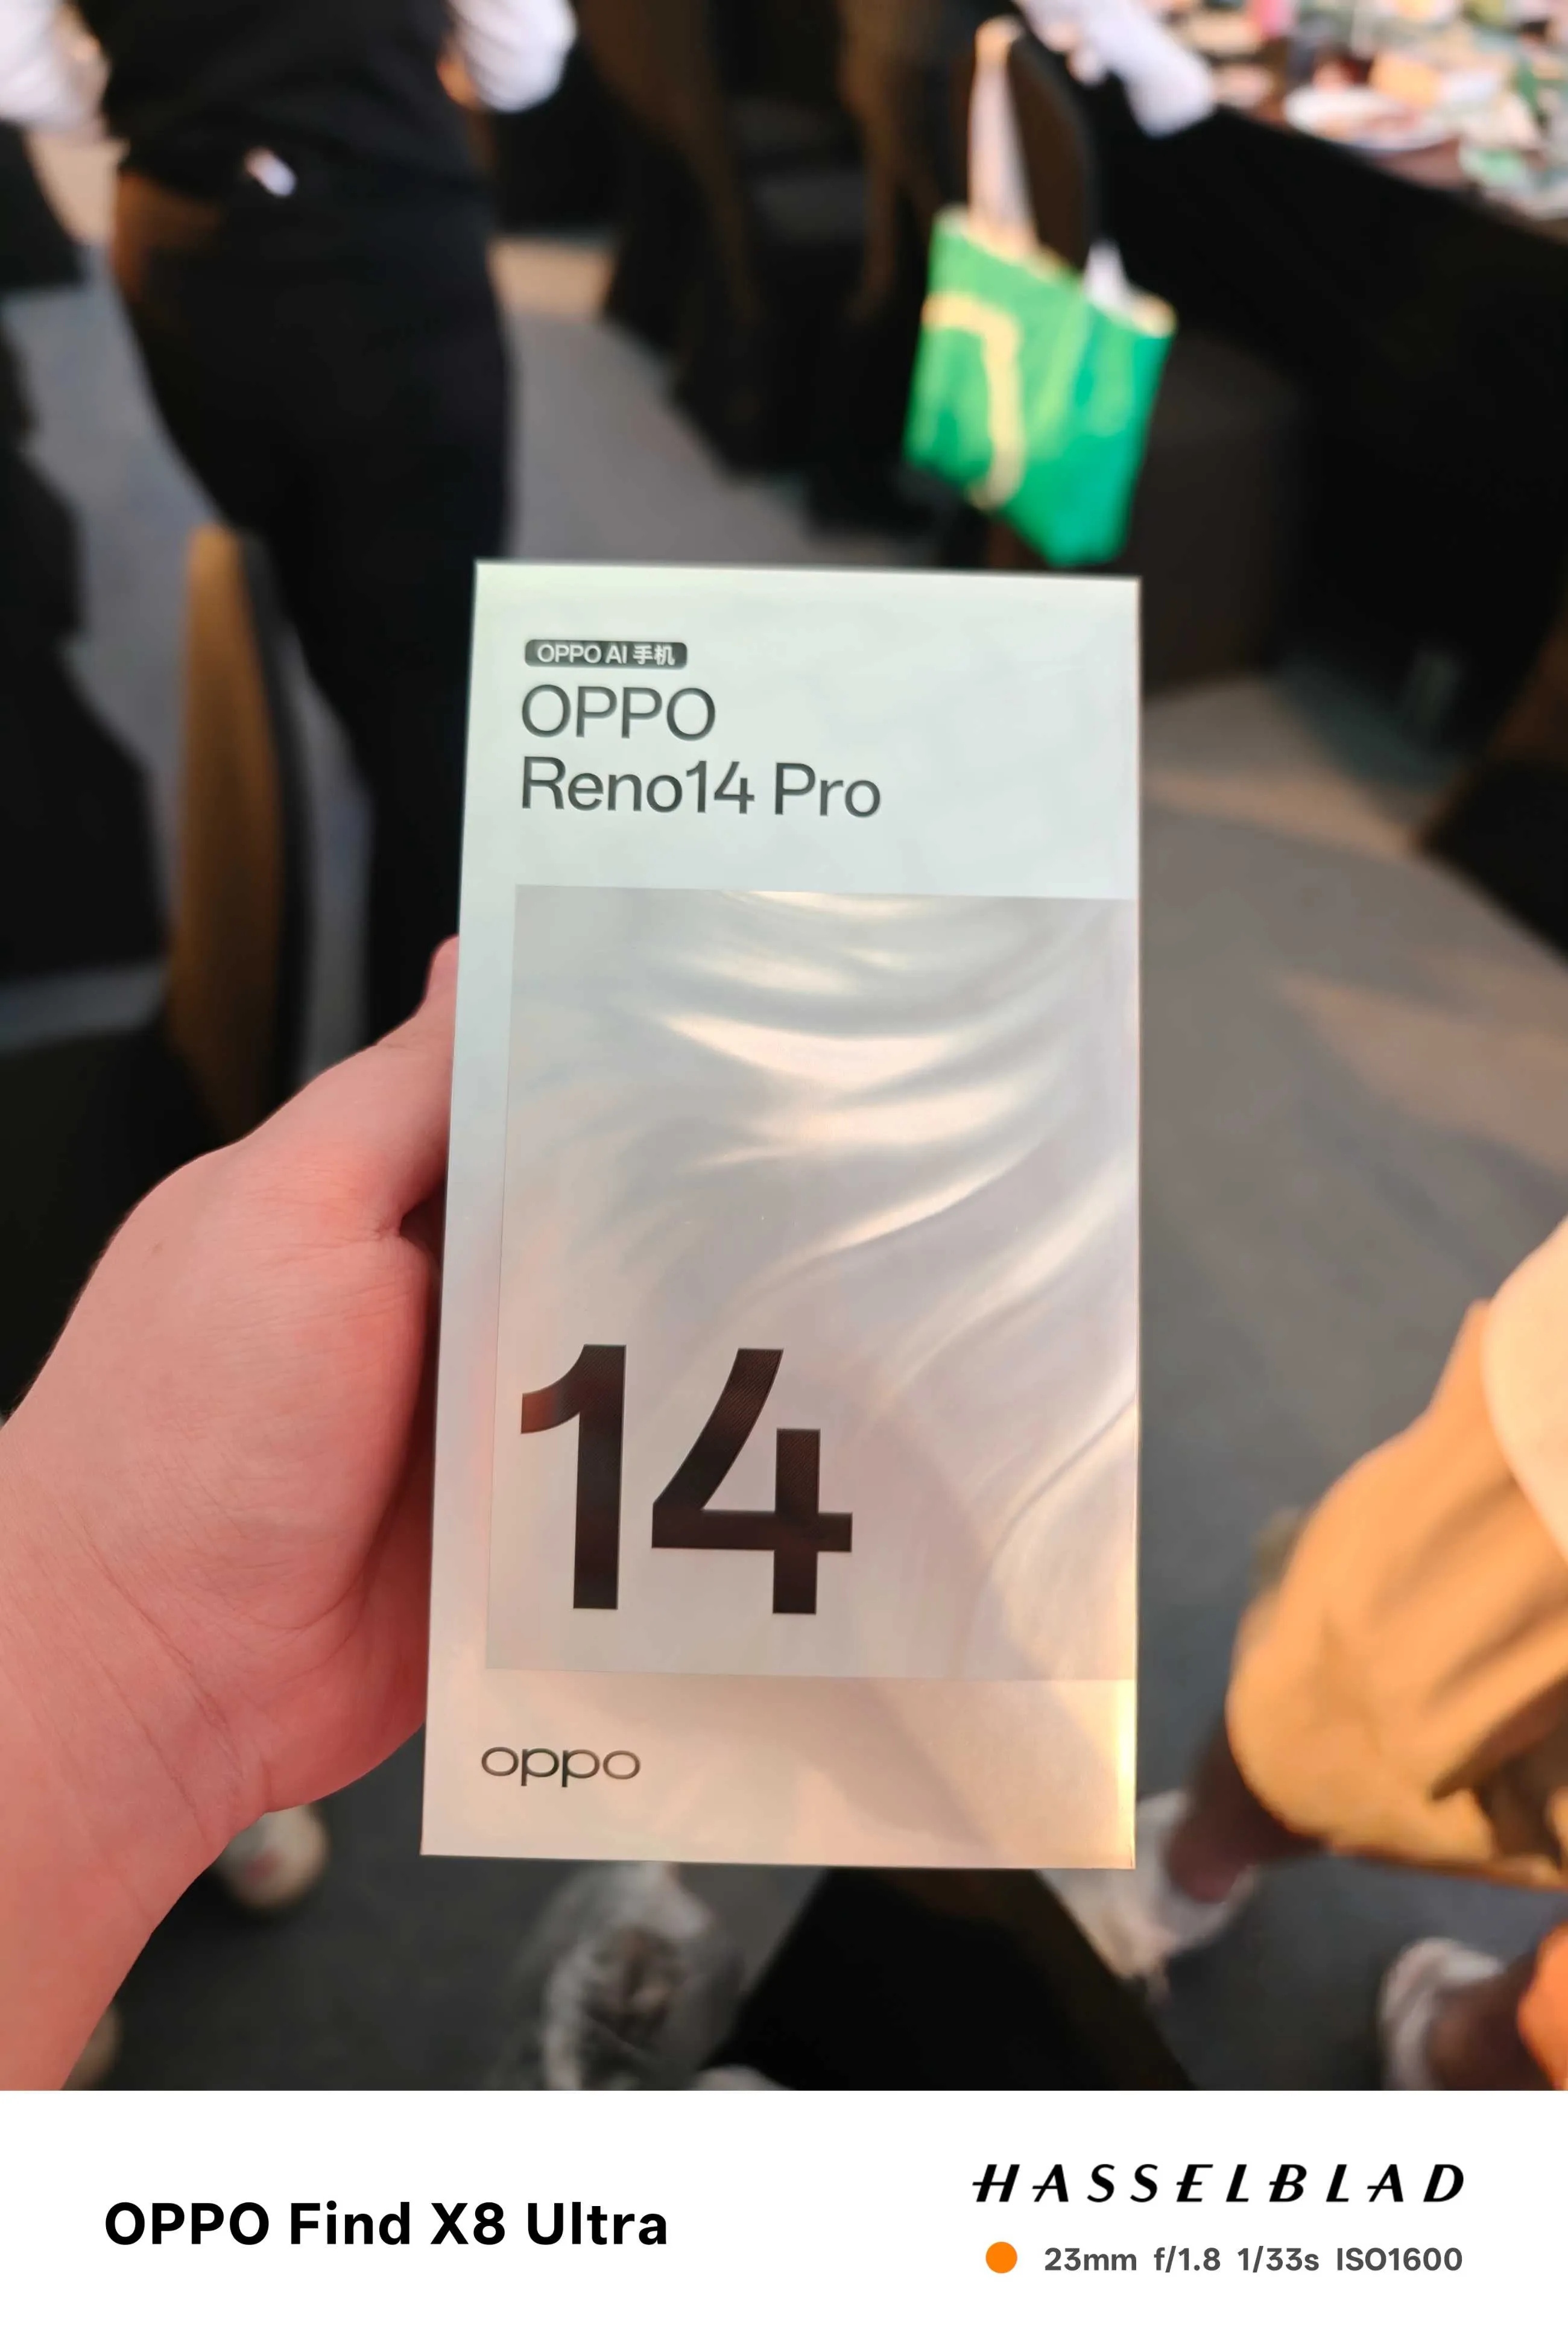 OPPO AI 手机
OPPO
Reno14 Pro
14
oppo
OPPO Find X8 Ultra
HASSELBLAD
23mm f/1.8 1/33s ISO1600